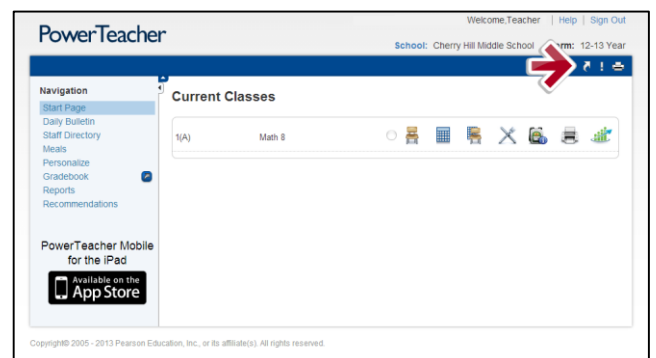 PowerTeacher
Welcome,Teacher | Help | Sign Out
School: Cherry Hill Middle School
12-13 Year
Navigation
Start Page
Daily Bulletin
Staff Directory
Meals
Personalize
Gradebook
Reports
Recommendations
Current Classes
1(A) Math 8
PowerTeacher Mobile
for the iPad
Available on the
App Store
Copyright© 2005 - 2013 Pearson Education, Inc., or its affiliate(s). All rights reserved.